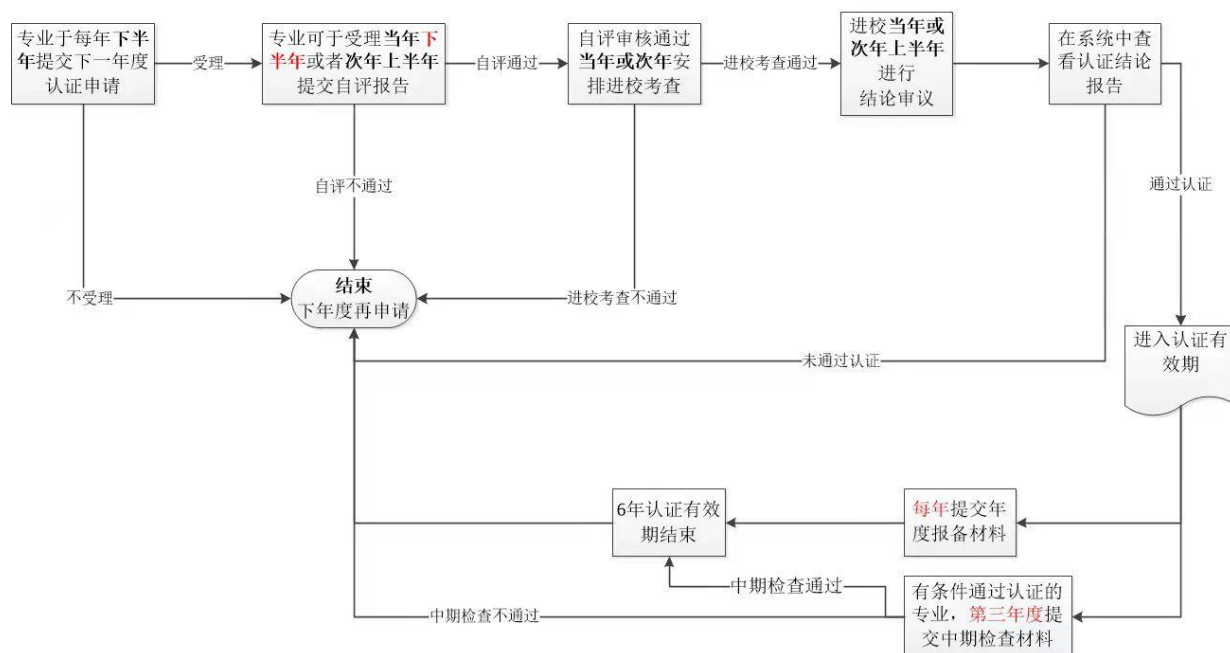 专业于每年下半
年提交下一年度
认证申请
受理
专业可于受理当年下
半年或者次年上半年
提交自评报告
自评通过
自评审核通过
当年或次年安
排进校考查
进校考查通过
进校当年或
次年上半年
进行
结论审议
在系统中查
看认证结论
报告
自评不通过
通过认证
不受理
结束
下年度再申请
进校考查不通过
未通过认证
进入认证有
效期
6年认证有效
期结束
每年提交年
度报备材料
中期检查通过
中期检查不通过
有条件通过认证的
专业，第三年度提
交中期检查材料